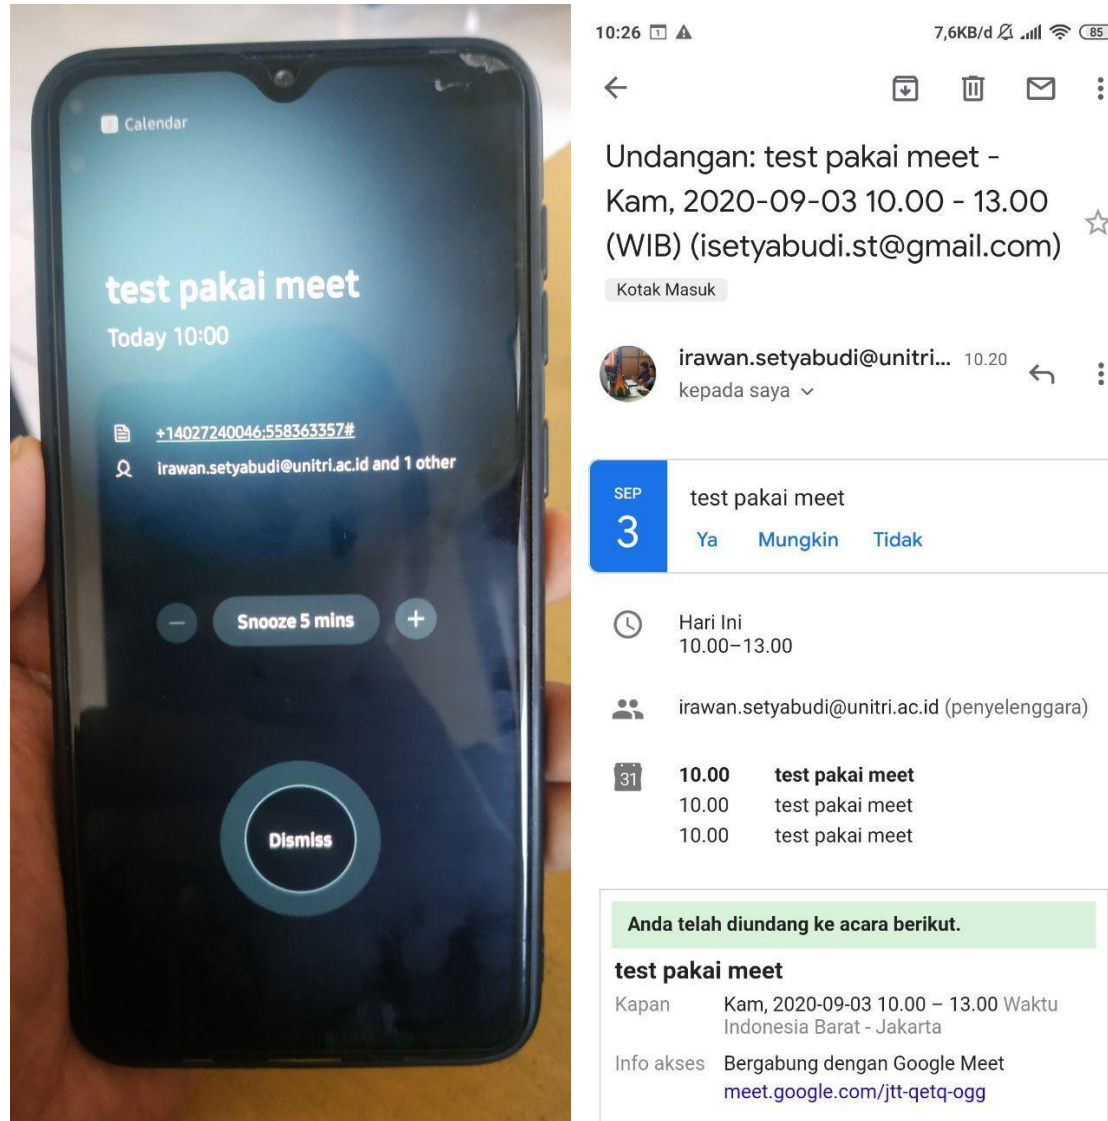 Calendar
test pakai meet
Today 10:00
+14027240046;558363357#
irawan.setyabudi@unitri.ac.id and 1 other
− Snooze 5 mins +
Dismiss
10:26 1 7,6KB/d 85
Undangan: test pakai meet -
Kam, 2020-09-03 10.00 - 13.00
(WIB) (isetyabudi.st@gmail.com)
Kotak Masuk
irawan.setyabudi@unitri... 10.20
kepada saya
SEP
3
test pakai meet
Ya Mungkin Tidak
Hari Ini
10.00–13.00
irawan.setyabudi@unitri.ac.id (penyelenggara)
31 10.00 test pakai meet
10.00 test pakai meet
10.00 test pakai meet
Anda telah diundang ke acara berikut.
test pakai meet
Kapan Kam, 2020-09-03 10.00 – 13.00 Waktu
Indonesia Barat - Jakarta
Info akses Bergabung dengan Google Meet
meet.google.com/jtt-qetq-ogg